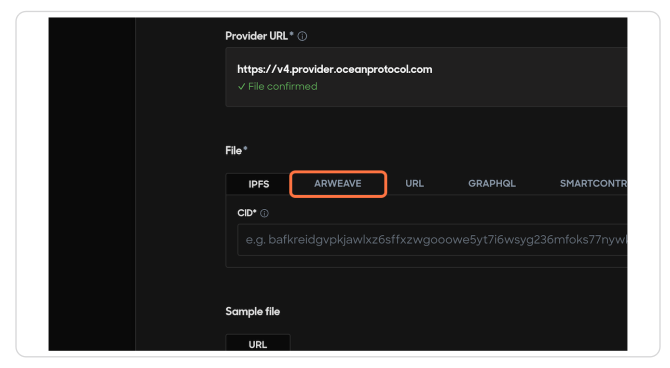 Provider URL*
https://v4.provider.oceanprotocol.com
✓ File confirmed
File*
IPFS ARWEAVE URL GRAPHQL SMARTCONTR
CID*
e.g. bafkreidgvpkjawlxz6sffxzwgooowe5yt7i6wsyg236mfoks77nywl
Sample file
URL